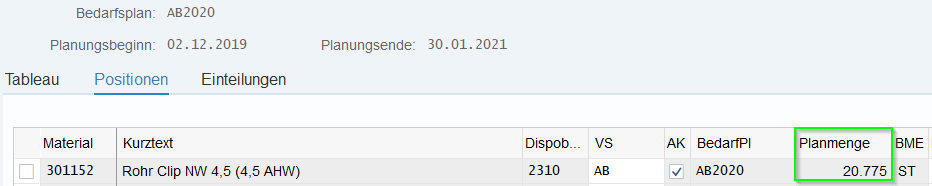 Bedarfsplan: AB2020
Planungsbeginn: 02.12.2019 Planungsende: 30.01.2021
Tableau Positionen Einteilungen
Material Kurztext Dispob... VS AK BedarfPl Planmenge BME
301152 Rohr Clip NW 4,5 (4,5 AHW) 2310 AB AB2020 20.775 ST